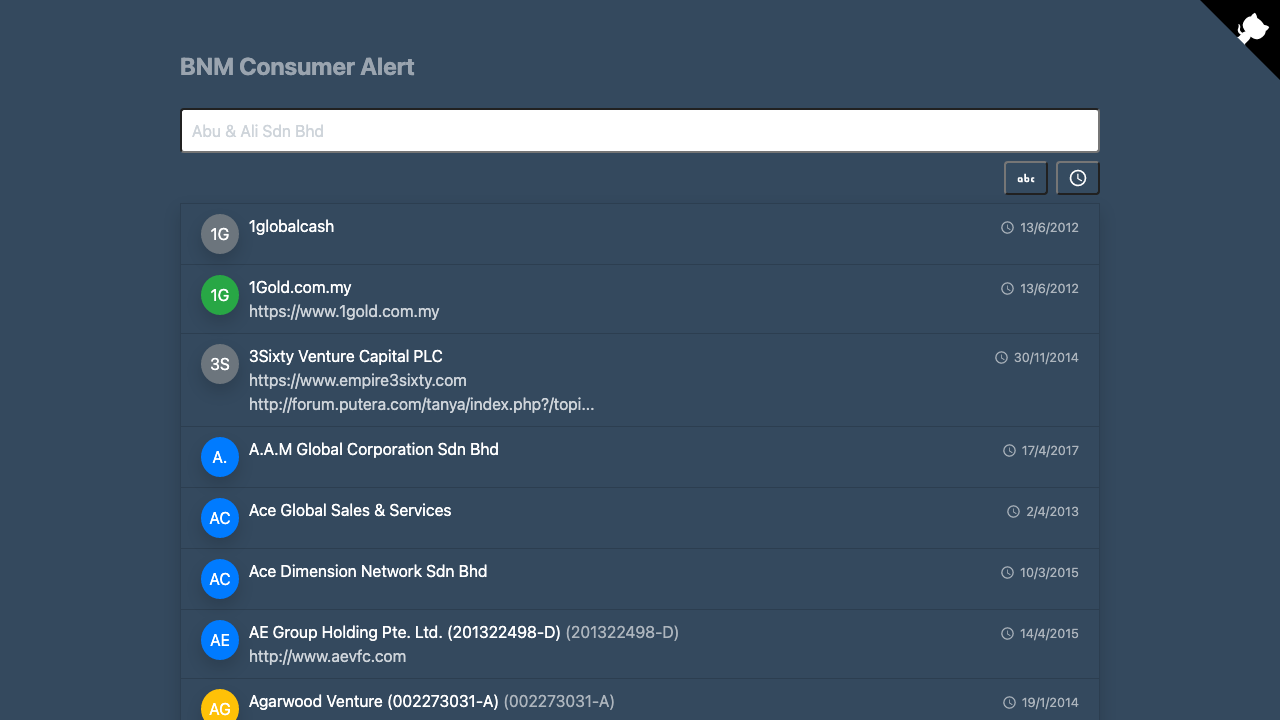 BNM Consumer Alert
Abu & Ali Sdn Bhd
abc
1G 1globalcash 13/6/2012
1G 1Gold.com.my 13/6/2012
https://www.1gold.com.my
3S 3Sixty Venture Capital PLC 30/11/2014
https://www.empire3sixty.com
http://forum.putera.com/tanya/index.php?/topi...
A. A.A.M Global Corporation Sdn Bhd 17/4/2017
AC Ace Global Sales & Services 2/4/2013
AC Ace Dimension Network Sdn Bhd 10/3/2015
AE AE Group Holding Pte. Ltd. (201322498-D) (201322498-D) 14/4/2015
http://www.aevfc.com
AG Agarwood Venture (002273031-A) (002273031-A) 19/1/2014